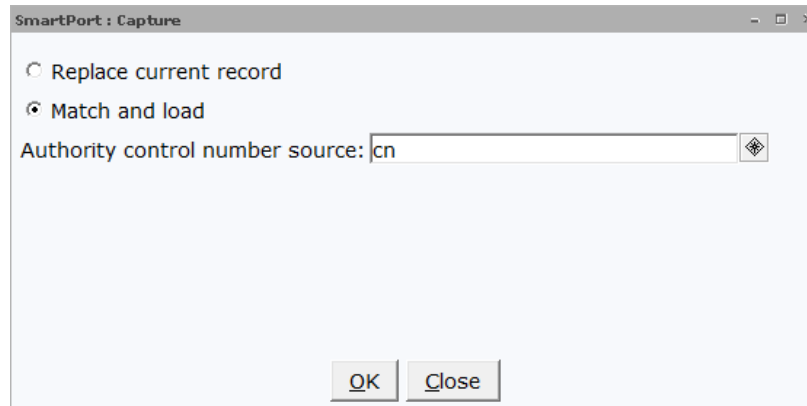 SmartPort : Capture
Replace current record
Match and load
Authority control number source: cn
OK Close